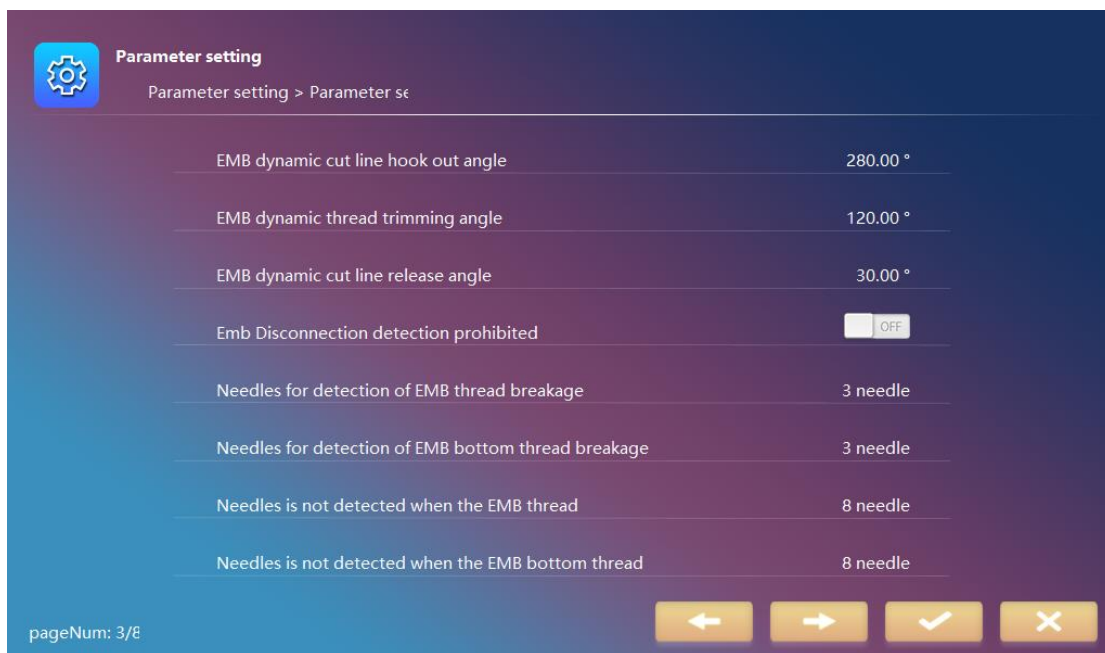 Parameter setting
Parameter setting > Parameter se
EMB dynamic cut line hook out angle 280.00 °
EMB dynamic thread trimming angle 120.00 °
EMB dynamic cut line release angle 30.00 °
Emb Disconnection detection prohibited OFF
Needles for detection of EMB thread breakage 3 needle
Needles for detection of EMB bottom thread breakage 3 needle
Needles is not detected when the EMB thread 8 needle
Needles is not detected when the EMB bottom thread 8 needle
pageNum: 3/8